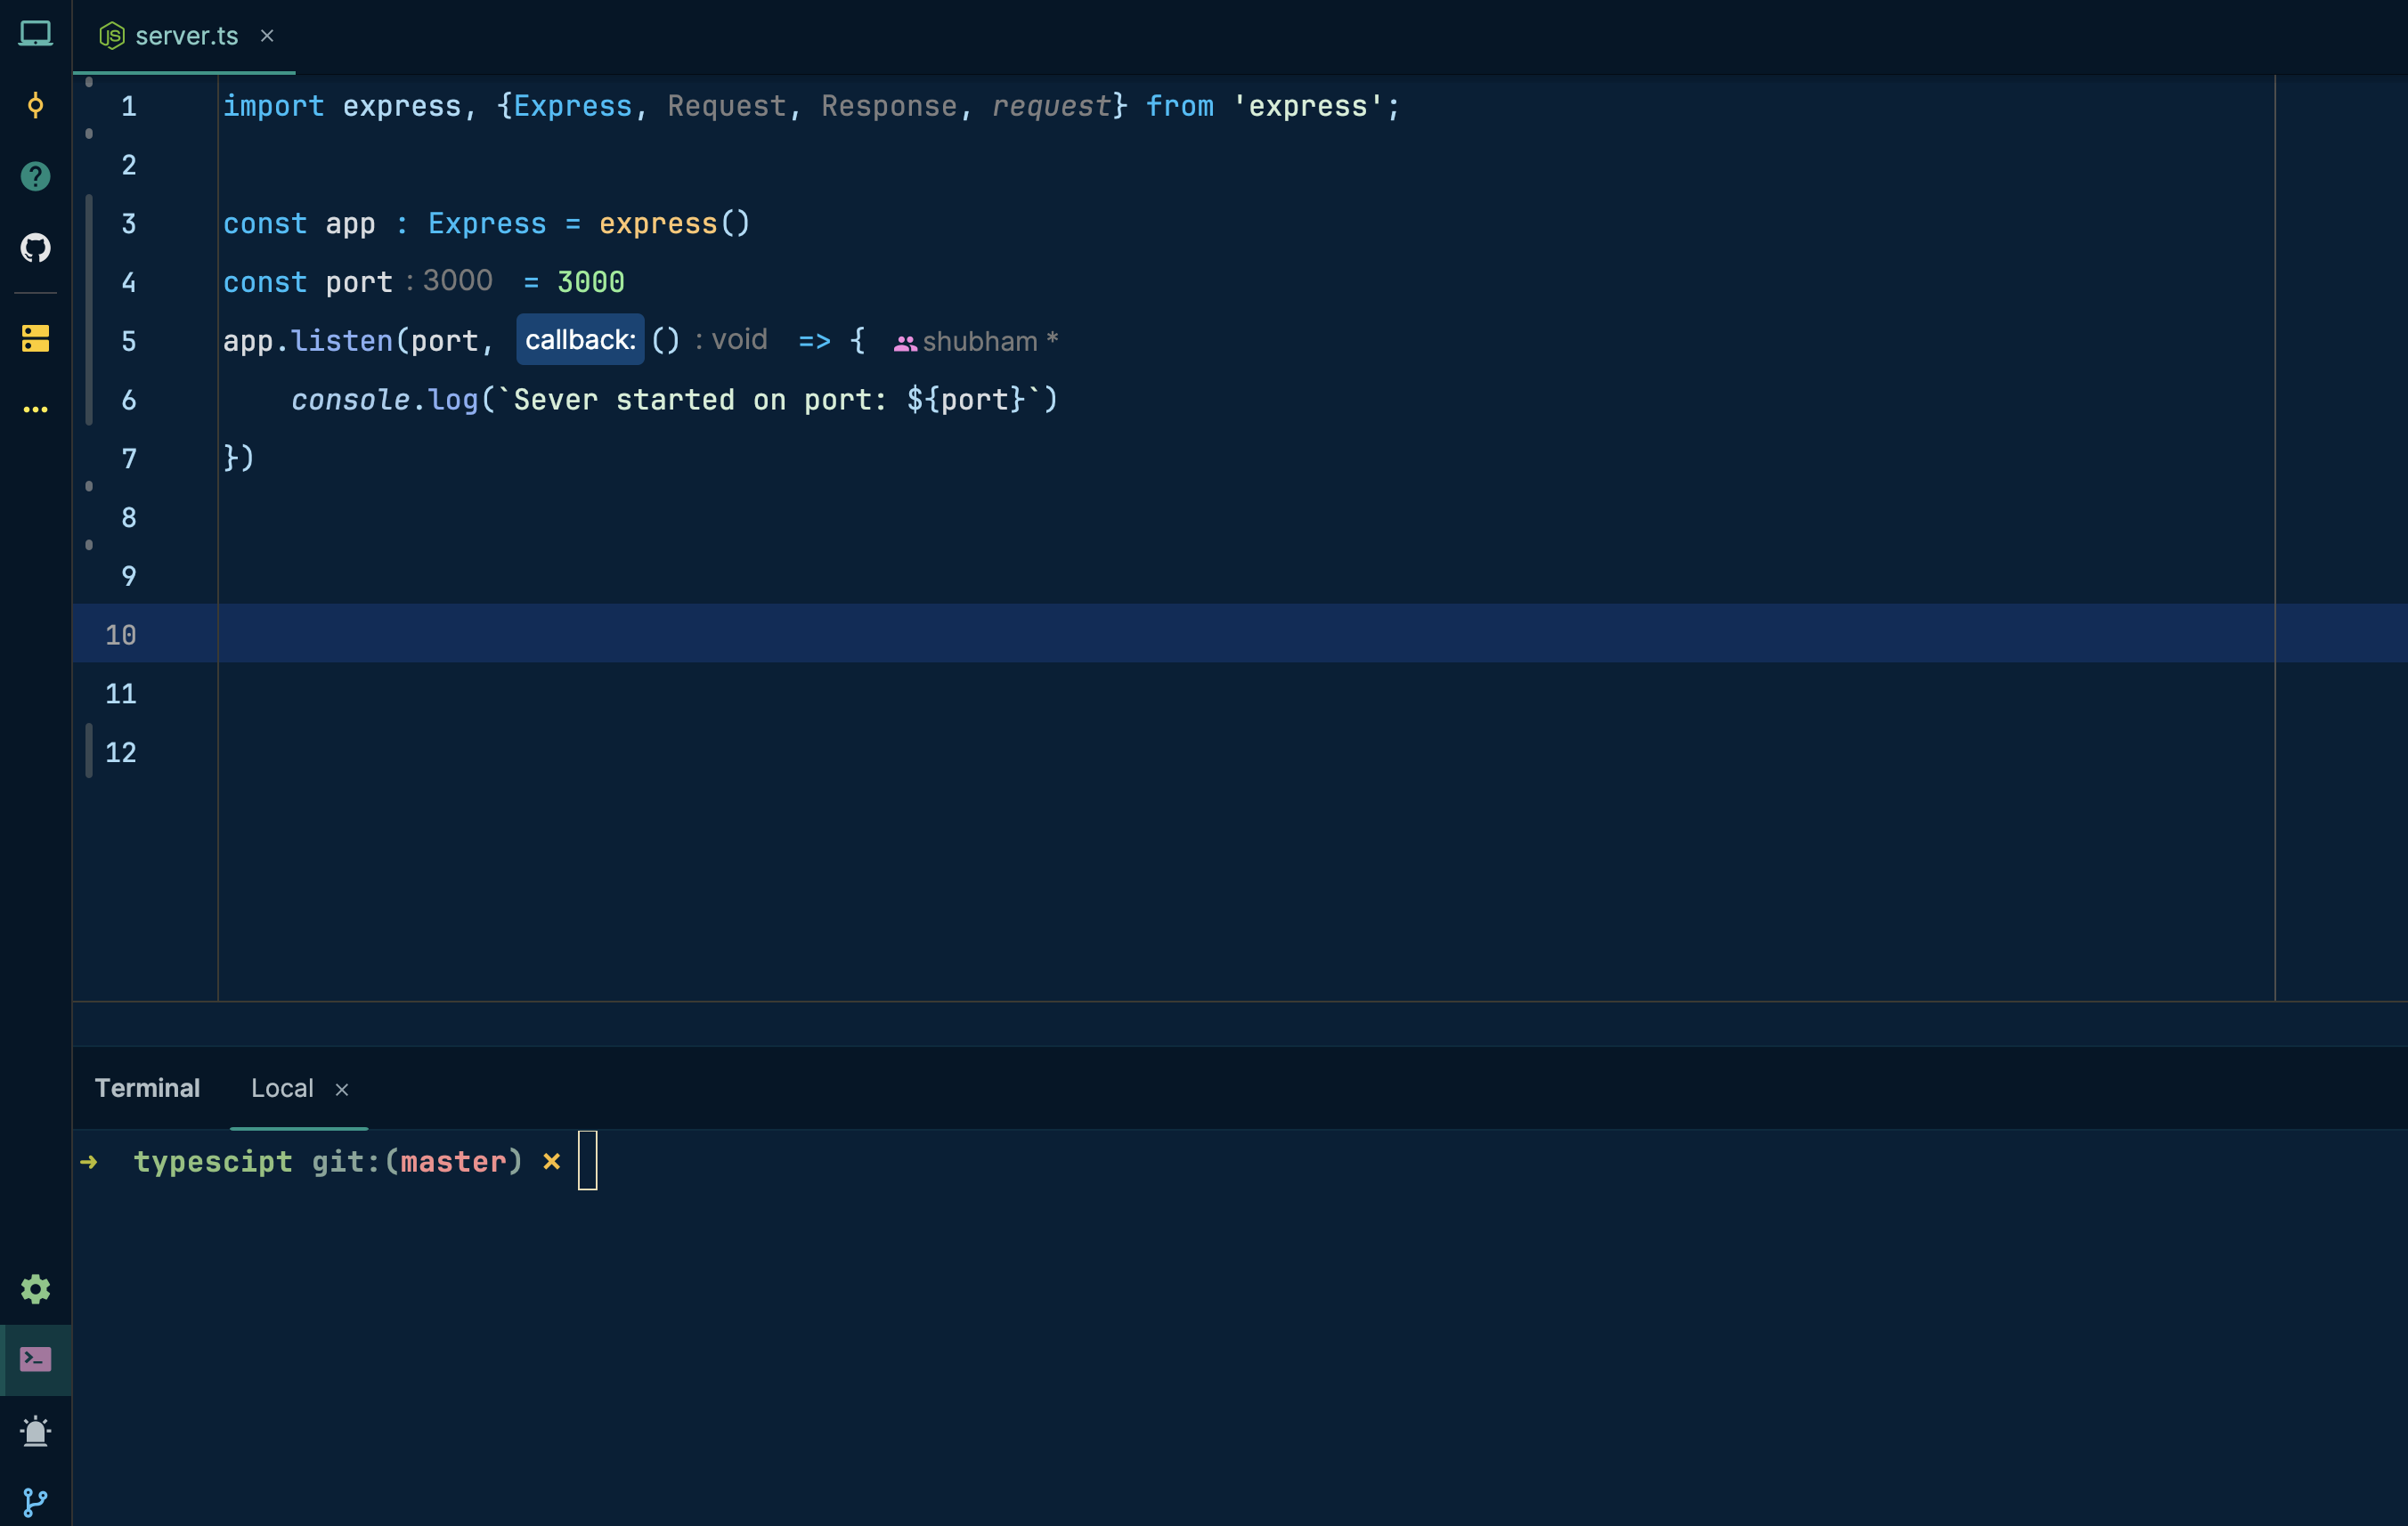 server.ts ×
1 import express, {Express, Request, Response, request} from 'express';
2
3 const app : Express = express()
4 const port : 3000 = 3000
5 app.listen(port, callback: () : void => { shubham *
6 console.log(`Sever started on port: ${port}`)
7 })
8
9
10
11
12
Terminal Local ×
➜ typescipt git:(master) ×